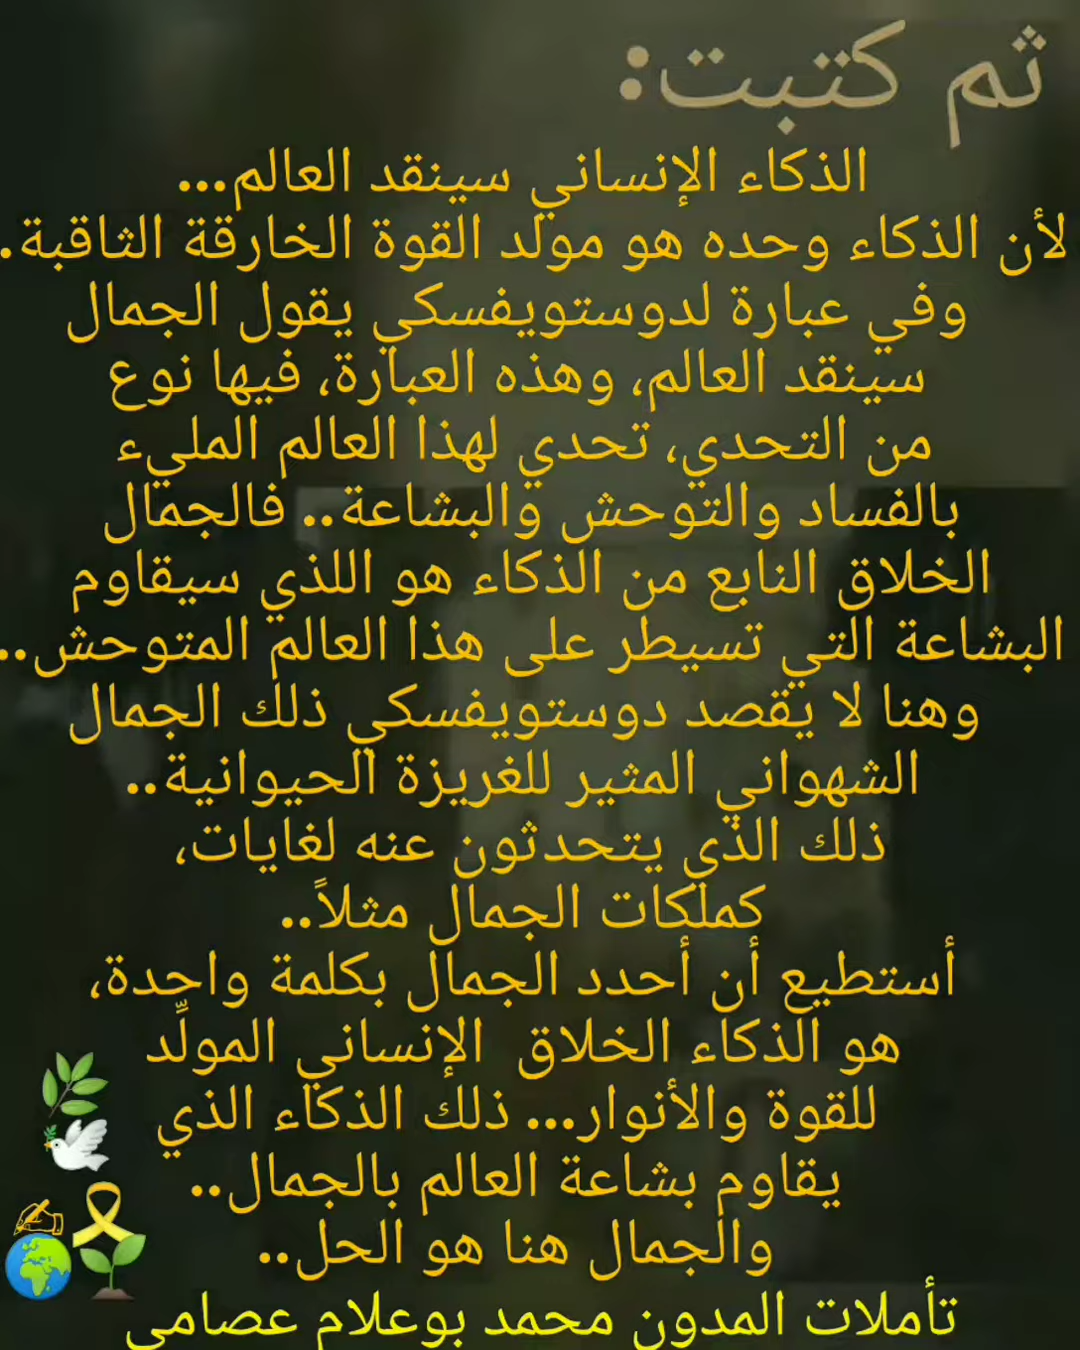 ثم كتبت:
الذكاء الإنساني سينقد العالم...
لأن الذكاء وحده هو مولد القوة الخارقة الثاقبة.
وفي عبارة لدوستويفسكي يقول الجمال
سينقد العالم، وهذه العبارة، فيها نوع
من التحدي، تحدي لهذا العالم المليء
بالفساد والتوحش والبشاعة.. فالجمال
الخلاق النابع من الذكاء هو اللذي سيقاوم
البشاعة التي تسيطر على هذا العالم المتوحش..
وهنا لا يقصد دوستويفسكي ذلك الجمال
الشهواني المثير للغريزة الحيوانية..
ذلك الذي يتحدثون عنه لغايات،
كملكات الجمال مثلاً..
أستطيع أن أحدد الجمال بكلمة واحدة،
هو الذكاء الخلاق الإنساني المولِّد
للقوة والأنوار... ذلك الذكاء الذي
يقاوم بشاعة العالم بالجمال..
والجمال هنا هو الحل..
تأملات المدون محمد بوعلام عصامي